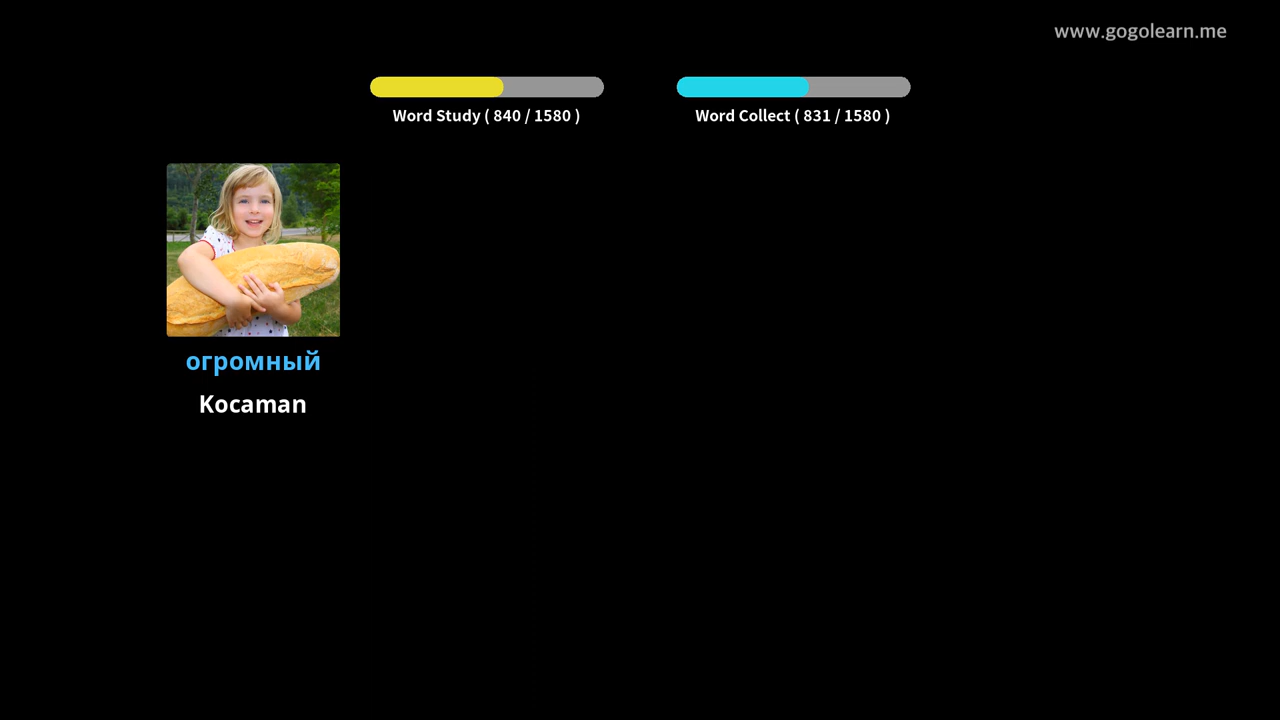 www.gogolearn.me
Word Study ( 840 / 1580 )
Word Collect ( 831 / 1580 )
огромный
Kocaman